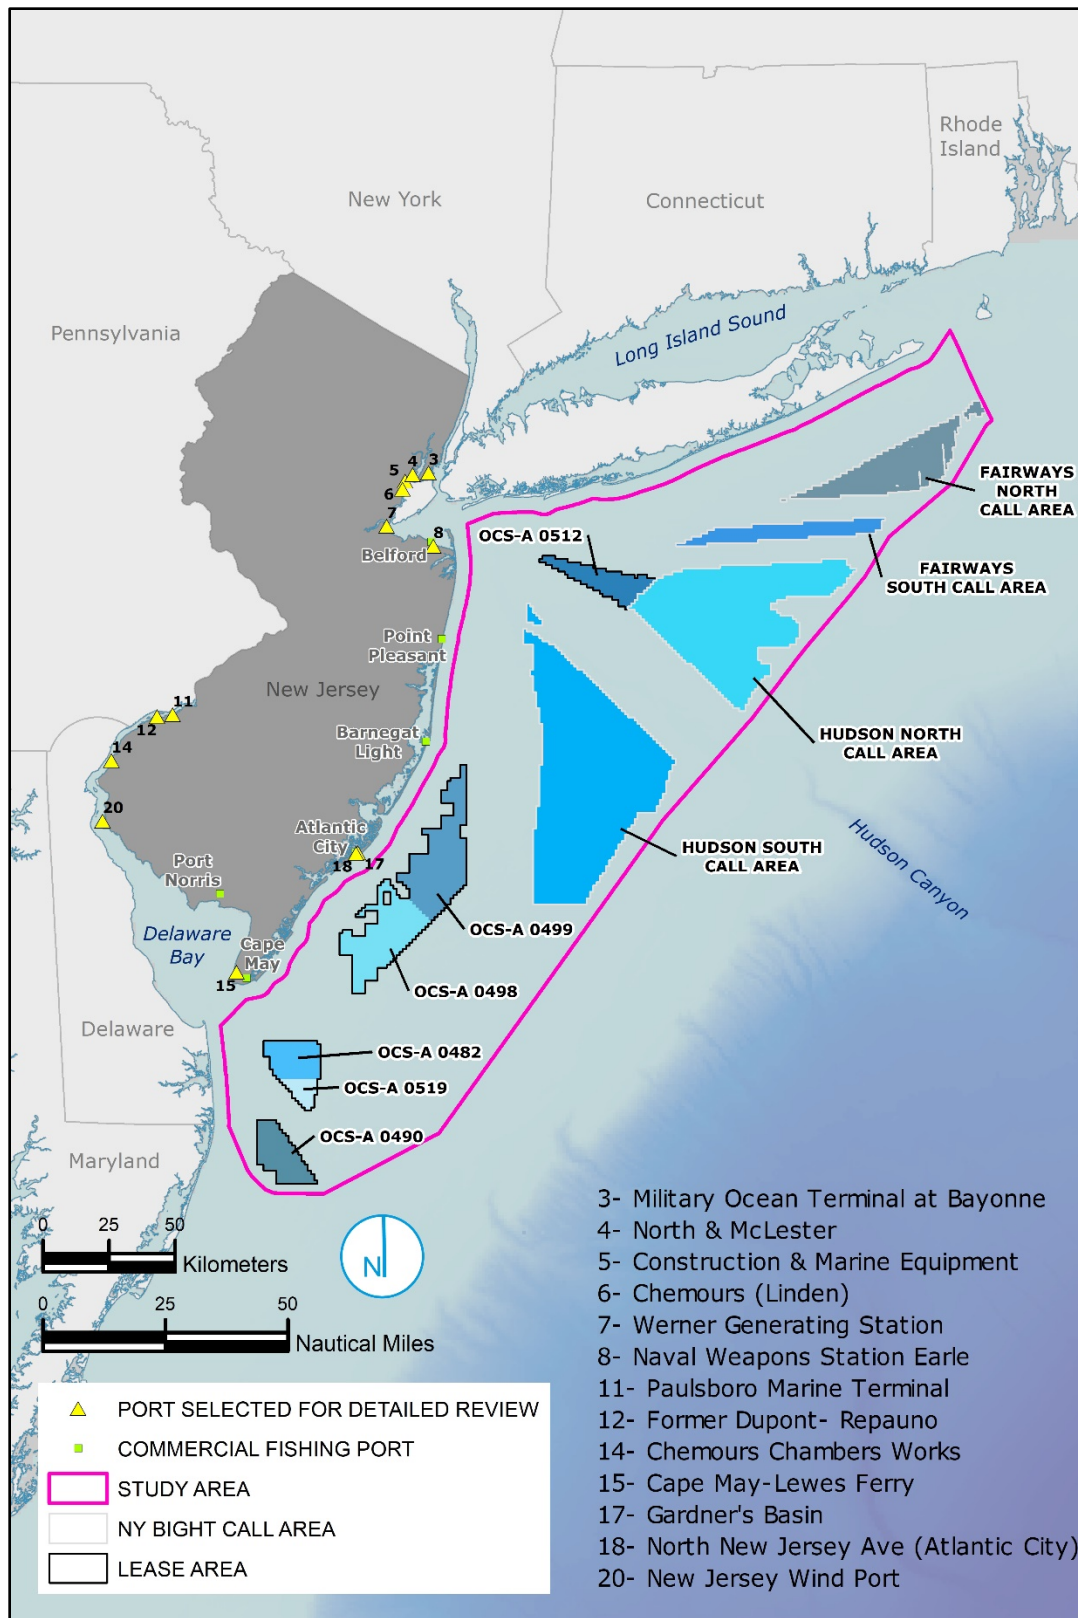 Rhode
Island
New York
Connecticut
Pennsylvania
Long Island Sound
3
4
5
6
7
8
Belford
FAIRWAYS
NORTH
CALL AREA
OCS-A 0512
FAIRWAYS
SOUTH CALL AREA
Point
Pleasant
New Jersey
11
12
Barnegat
Light
HUDSON NORTH
CALL AREA
14
20
Atlantic
City
18
17
HUDSON SOUTH
CALL AREA
Hudson Canyon
Port
Norris
OCS-A 0499
Delaware
Bay
Cape
May
15
OCS-A 0498
Delaware
OCS-A 0482
OCS-A 0519
OCS-A 0490
Maryland
0 25 50
Kilometers
0 25 50
Nautical Miles
N
3- Military Ocean Terminal at Bayonne
4- North & McLester
5- Construction & Marine Equipment
6- Chemours (Linden)
7- Werner Generating Station
8- Naval Weapons Station Earle
11- Paulsboro Marine Terminal
12- Former Dupont- Repauno
14- Chemours Chambers Works
15- Cape May-Lewes Ferry
17- Gardner's Basin
18- North New Jersey Ave (Atlantic City)
20- New Jersey Wind Port
PORT SELECTED FOR DETAILED REVIEW
COMMERCIAL FISHING PORT
STUDY AREA
NY BIGHT CALL AREA
LEASE AREA